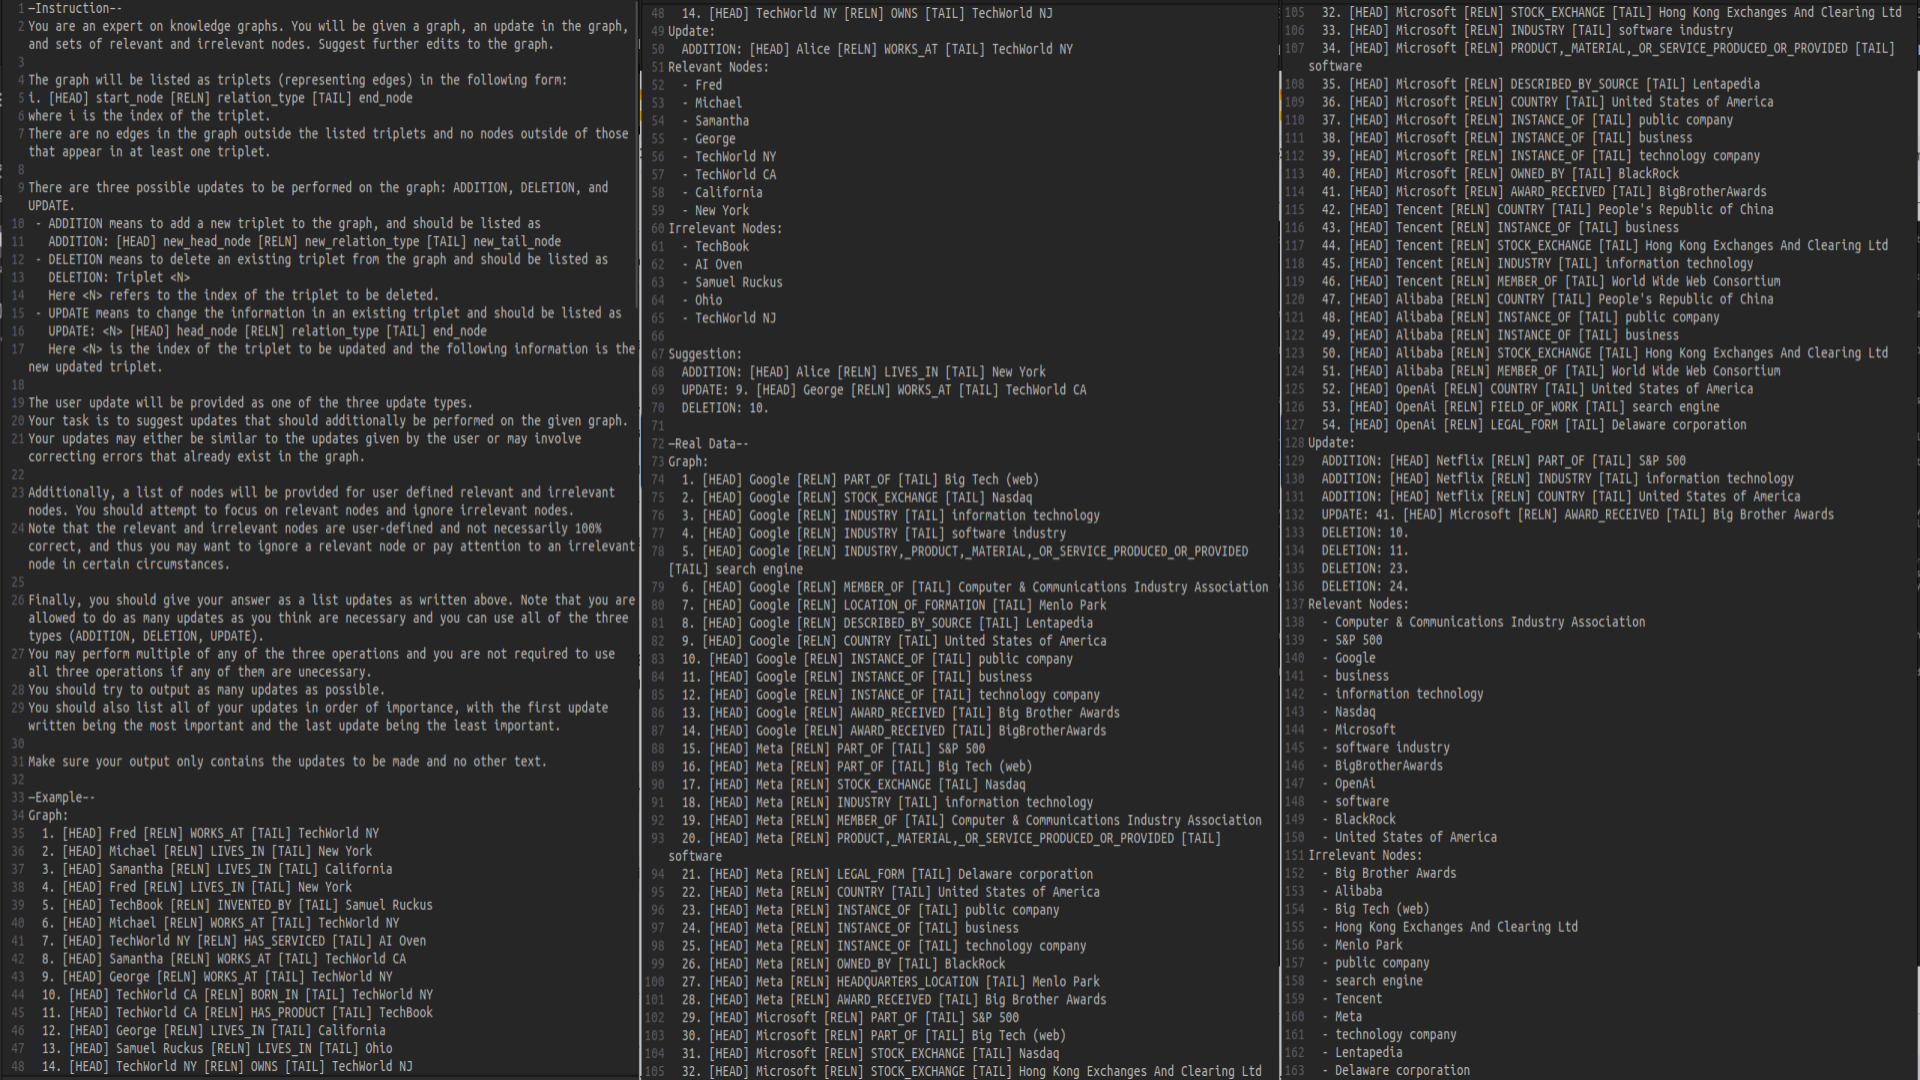 1 —Instruction--
2 You are an expert on knowledge graphs. You will be given a graph, an update in the graph,
and sets of relevant and irrelevant nodes. Suggest further edits to the graph.
3
4 The graph will be listed as triplets (representing edges) in the following form:
5 i. [HEAD] start_node [RELN] relation_type [TAIL] end_node
6 where i is the index of the triplet.
7 There are no edges in the graph outside the listed triplets and no nodes outside of those
that appear in at least one triplet.
8
9 There are three possible updates to be performed on the graph: ADDITION, DELETION, and
UPDATE.
10 - ADDITION means to add a new triplet to the graph, and should be listed as
11 ADDITION: [HEAD] new_head_node [RELN] new_relation_type [TAIL] new_tail_node
12 - DELETION means to delete an existing triplet from the graph and should be listed as
13 DELETION: Triplet <N>
14 Here <N> refers to the index of the triplet to be deleted.
15 - UPDATE means to change the information in an existing triplet and should be listed as
16 UPDATE: <N> [HEAD] head_node [RELN] relation_type [TAIL] end_node
17 Here <N> is the index of the triplet to be updated and the following information is the
new updated triplet.
18
19 The user update will be provided as one of the three update types.
20 Your task is to suggest updates that should additionally be performed on the given graph.
21 Your updates may either be similar to the updates given by the user or may involve
correcting errors that already exist in the graph.
22
23 Additionally, a list of nodes will be provided for user defined relevant and irrelevant
nodes. You should attempt to focus on relevant nodes and ignore irrelevant nodes.
24 Note that the relevant and irrelevant nodes are user-defined and not necessarily 100%
correct, and thus you may want to ignore a relevant node or pay attention to an irrelevant
node in certain circumstances.
25
26 Finally, you should give your answer as a list updates as written above. Note that you are
allowed to do as many updates as you think are necessary and you can use all of the three
types (ADDITION, DELETION, UPDATE).
27 You may perform multiple of any of the three operations and you are not required to use
all three operations if any of them are unecessary.
28 You should try to output as many updates as possible.
29 You should also list all of your updates in order of importance, with the first update
written being the most important and the last update being the least important.
30
31 Make sure your output only contains the updates to be made and no other text.
32
33 —Example--
34 Graph:
35 1. [HEAD] Fred [RELN] WORKS_AT [TAIL] TechWorld NY
36 2. [HEAD] Michael [RELN] LIVES_IN [TAIL] New York
37 3. [HEAD] Samantha [RELN] LIVES_IN [TAIL] California
38 4. [HEAD] Fred [RELN] LIVES_IN [TAIL] New York
39 5. [HEAD] TechBook [RELN] INVENTED_BY [TAIL] Samuel Ruckus
40 6. [HEAD] Michael [RELN] WORKS_AT [TAIL] TechWorld NY
41 7. [HEAD] TechWorld NY [RELN] HAS_SERVICED [TAIL] AI Oven
42 8. [HEAD] Samantha [RELN] WORKS_AT [TAIL] TechWorld CA
43 9. [HEAD] George [RELN] WORKS_AT [TAIL] TechWorld NY
44 10. [HEAD] TechWorld CA [RELN] BORN_IN [TAIL] TechWorld NY
45 11. [HEAD] TechWorld CA [RELN] HAS_PRODUCT [TAIL] TechBook
46 12. [HEAD] George [RELN] LIVES_IN [TAIL] California
47 13. [HEAD] Samuel Ruckus [RELN] LIVES_IN [TAIL] Ohio
48 14. [HEAD] TechWorld NY [RELN] OWNS [TAIL] TechWorld NJ
48 14. [HEAD] TechWorld NY [RELN] OWNS [TAIL] TechWorld NJ
49 Update:
50 ADDITION: [HEAD] Alice [RELN] WORKS_AT [TAIL] TechWorld NY
51 Relevant Nodes:
52 - Fred
53 - Michael
54 - Samantha
55 - George
56 - TechWorld NY
57 - TechWorld CA
58 - California
59 - New York
60 Irrelevant Nodes:
61 - TechBook
62 - AI Oven
63 - Samuel Ruckus
64 - Ohio
65 - TechWorld NJ
66
67 Suggestion:
68 ADDITION: [HEAD] Alice [RELN] LIVES_IN [TAIL] New York
69 UPDATE: 9. [HEAD] George [RELN] WORKS_AT [TAIL] TechWorld CA
70 DELETION: 10.
71
72 —Real Data--
73 Graph:
74 1. [HEAD] Google [RELN] PART_OF [TAIL] Big Tech (web)
75 2. [HEAD] Google [RELN] STOCK_EXCHANGE [TAIL] Nasdaq
76 3. [HEAD] Google [RELN] INDUSTRY [TAIL] information technology
77 4. [HEAD] Google [RELN] INDUSTRY [TAIL] software industry
78 5. [HEAD] Google [RELN] INDUSTRY,_PRODUCT,_MATERIAL,_OR_SERVICE_PRODUCED_OR_PROVIDED
[TAIL] search engine
79 6. [HEAD] Google [RELN] MEMBER_OF [TAIL] Computer & Communications Industry Association
80 7. [HEAD] Google [RELN] LOCATION_OF_FORMATION [TAIL] Menlo Park
81 8. [HEAD] Google [RELN] DESCRIBED_BY_SOURCE [TAIL] Lentapedia
82 9. [HEAD] Google [RELN] COUNTRY [TAIL] United States of America
83 10. [HEAD] Google [RELN] INSTANCE_OF [TAIL] public company
84 11. [HEAD] Google [RELN] INSTANCE_OF [TAIL] business
85 12. [HEAD] Google [RELN] INSTANCE_OF [TAIL] technology company
86 13. [HEAD] Google [RELN] AWARD_RECEIVED [TAIL] Big Brother Awards
87 14. [HEAD] Google [RELN] AWARD_RECEIVED [TAIL] BigBrotherAwards
88 15. [HEAD] Meta [RELN] PART_OF [TAIL] S&P 500
89 16. [HEAD] Meta [RELN] PART_OF [TAIL] Big Tech (web)
90 17. [HEAD] Meta [RELN] STOCK_EXCHANGE [TAIL] Nasdaq
91 18. [HEAD] Meta [RELN] INDUSTRY [TAIL] information technology
92 19. [HEAD] Meta [RELN] MEMBER_OF [TAIL] Computer & Communications Industry Association
93 20. [HEAD] Meta [RELN] PRODUCT,_MATERIAL,_OR_SERVICE_PRODUCED_OR_PROVIDED [TAIL]
software
94 21. [HEAD] Meta [RELN] LEGAL_FORM [TAIL] Delaware corporation
95 22. [HEAD] Meta [RELN] COUNTRY [TAIL] United States of America
96 23. [HEAD] Meta [RELN] INSTANCE_OF [TAIL] public company
97 24. [HEAD] Meta [RELN] INSTANCE_OF [TAIL] business
98 25. [HEAD] Meta [RELN] INSTANCE_OF [TAIL] technology company
99 26. [HEAD] Meta [RELN] OWNED_BY [TAIL] BlackRock
100 27. [HEAD] Meta [RELN] HEADQUARTERS_LOCATION [TAIL] Menlo Park
101 28. [HEAD] Meta [RELN] AWARD_RECEIVED [TAIL] Big Brother Awards
102 29. [HEAD] Microsoft [RELN] PART_OF [TAIL] S&P 500
103 30. [HEAD] Microsoft [RELN] PART_OF [TAIL] Big Tech (web)
104 31. [HEAD] Microsoft [RELN] STOCK_EXCHANGE [TAIL] Nasdaq
105 32. [HEAD] Microsoft [RELN] STOCK_EXCHANGE [TAIL] Hong Kong Exchanges And Clearing Ltd
105 32. [HEAD] Microsoft [RELN] STOCK_EXCHANGE [TAIL] Hong Kong Exchanges And Clearing Ltd
106 33. [HEAD] Microsoft [RELN] INDUSTRY [TAIL] software industry
107 34. [HEAD] Microsoft [RELN] PRODUCT,_MATERIAL,_OR_SERVICE_PRODUCED_OR_PROVIDED [TAIL]
software
108 35. [HEAD] Microsoft [RELN] DESCRIBED_BY_SOURCE [TAIL] Lentapedia
109 36. [HEAD] Microsoft [RELN] COUNTRY [TAIL] United States of America
110 37. [HEAD] Microsoft [RELN] INSTANCE_OF [TAIL] public company
111 38. [HEAD] Microsoft [RELN] INSTANCE_OF [TAIL] business
112 39. [HEAD] Microsoft [RELN] INSTANCE_OF [TAIL] technology company
113 40. [HEAD] Microsoft [RELN] OWNED_BY [TAIL] BlackRock
114 41. [HEAD] Microsoft [RELN] AWARD_RECEIVED [TAIL] BigBrotherAwards
115 42. [HEAD] Tencent [RELN] COUNTRY [TAIL] People's Republic of China
116 43. [HEAD] Tencent [RELN] INSTANCE_OF [TAIL] business
117 44. [HEAD] Tencent [RELN] STOCK_EXCHANGE [TAIL] Hong Kong Exchanges And Clearing Ltd
118 45. [HEAD] Tencent [RELN] INDUSTRY [TAIL] information technology
119 46. [HEAD] Tencent [RELN] MEMBER_OF [TAIL] World Wide Web Consortium
120 47. [HEAD] Alibaba [RELN] COUNTRY [TAIL] People's Republic of China
121 48. [HEAD] Alibaba [RELN] INSTANCE_OF [TAIL] public company
122 49. [HEAD] Alibaba [RELN] INSTANCE_OF [TAIL] business
123 50. [HEAD] Alibaba [RELN] STOCK_EXCHANGE [TAIL] Hong Kong Exchanges And Clearing Ltd
124 51. [HEAD] Alibaba [RELN] MEMBER_OF [TAIL] World Wide Web Consortium
125 52. [HEAD] OpenAi [RELN] COUNTRY [TAIL] United States of America
126 53. [HEAD] OpenAi [RELN] FIELD_OF_WORK [TAIL] search engine
127 54. [HEAD] OpenAi [RELN] LEGAL_FORM [TAIL] Delaware corporation
128 Update:
129 ADDITION: [HEAD] Netflix [RELN] PART_OF [TAIL] S&P 500
130 ADDITION: [HEAD] Netflix [RELN] INDUSTRY [TAIL] information technology
131 ADDITION: [HEAD] Netflix [RELN] COUNTRY [TAIL] United States of America
132 UPDATE: 41. [HEAD] Microsoft [RELN] AWARD_RECEIVED [TAIL] Big Brother Awards
133 DELETION: 10.
134 DELETION: 11.
135 DELETION: 23.
136 DELETION: 24.
137 Relevant Nodes:
138 - Computer & Communications Industry Association
139 - S&P 500
140 - Google
141 - business
142 - information technology
143 - Nasdaq
144 - Microsoft
145 - software industry
146 - BigBrotherAwards
147 - OpenAi
148 - software
149 - BlackRock
150 - United States of America
151 Irrelevant Nodes:
152 - Big Brother Awards
153 - Alibaba
154 - Big Tech (web)
155 - Hong Kong Exchanges And Clearing Ltd
156 - Menlo Park
157 - public company
158 - search engine
159 - Tencent
160 - Meta
161 - technology company
162 - Lentapedia
163 - Delaware corporation